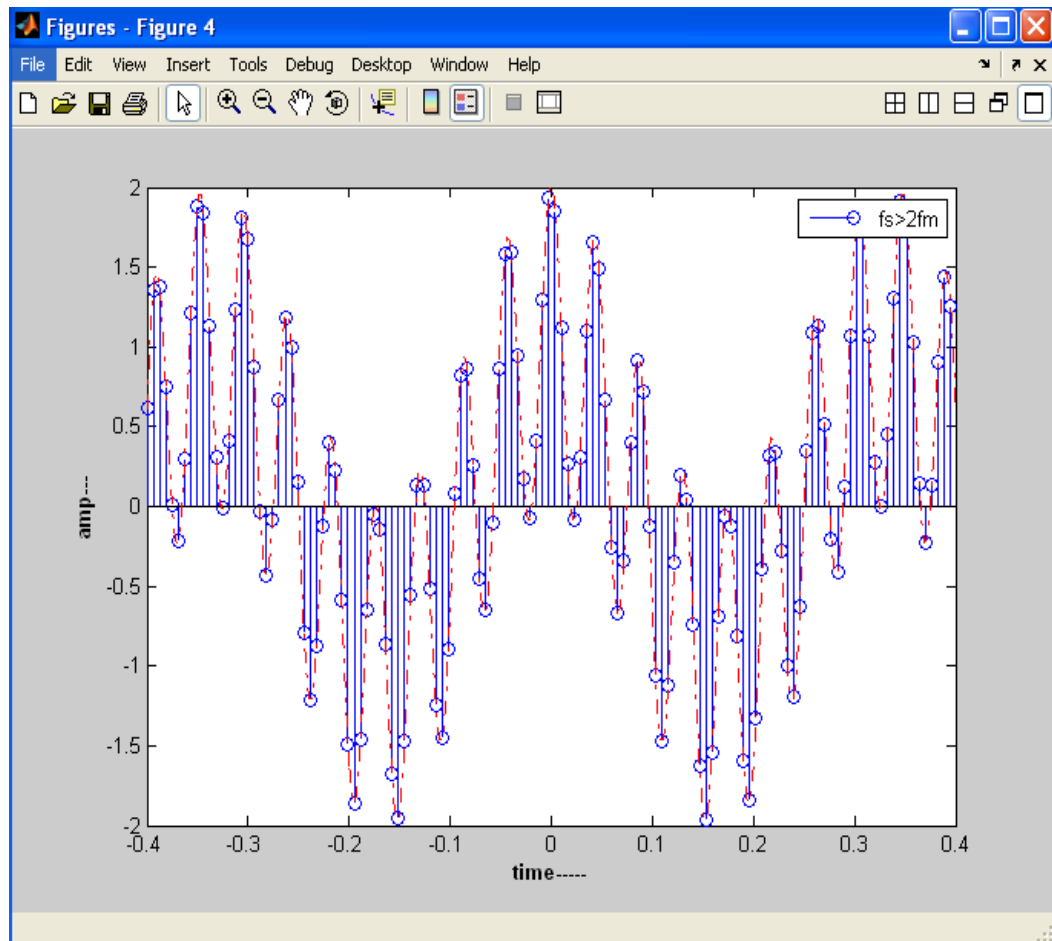 Figures - Figure 4
File Edit View Insert Tools Debug Desktop Window Help
fs>2fm
2
1.5
1
0.5
0
-0.5
-1
-1.5
-2
amp---
-0.4 -0.3 -0.2 -0.1 0 0.1 0.2 0.3 0.4
time-----